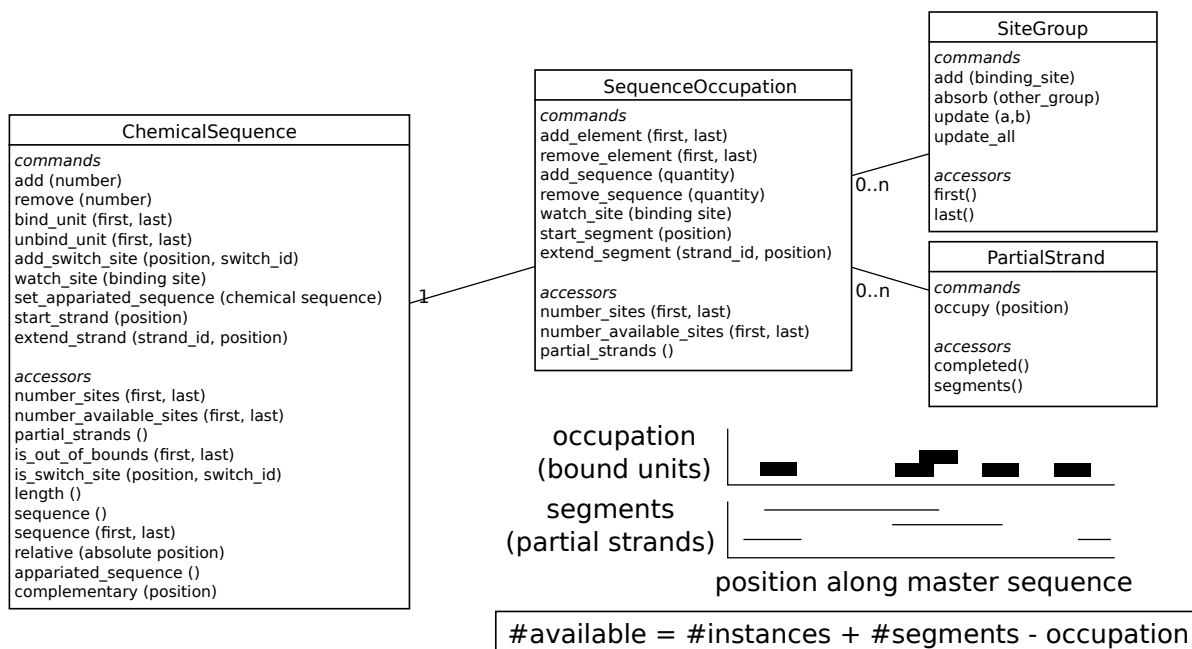 ChemicalSequence
commands
add (number)
remove (number)
bind_unit (first, last)
unbind_unit (first, last)
add_switch_site (position, switch_id)
watch_site (binding site)
set_appariated_sequence (chemical sequence)
start_strand (position)
extend_strand (strand_id, position)
accessors
number_sites (first, last)
number_available_sites (first, last)
partial_strands ()
is_out_of_bounds (first, last)
is_switch_site (position, switch_id)
length ()
sequence ()
sequence (first, last)
relative (absolute position)
appariated_sequence ()
complementary (position)
1
SequenceOccupation
commands
add_element (first, last)
remove_element (first, last)
add_sequence (quantity)
remove_sequence (quantity)
watch_site (binding site)
start_segment (position)
extend_segment (strand_id, position)
accessors
number_sites (first, last)
number_available_sites (first, last)
partial_strands ()
0..n
0..n
SiteGroup
commands
add (binding_site)
absorb (other_group)
update (a,b)
update_all
accessors
first()
last()
PartialStrand
commands
occupy (position)
accessors
completed()
segments()
occupation
(bound units)
segments
(partial strands)
position along master sequence
#available = #instances + #segments - occupation